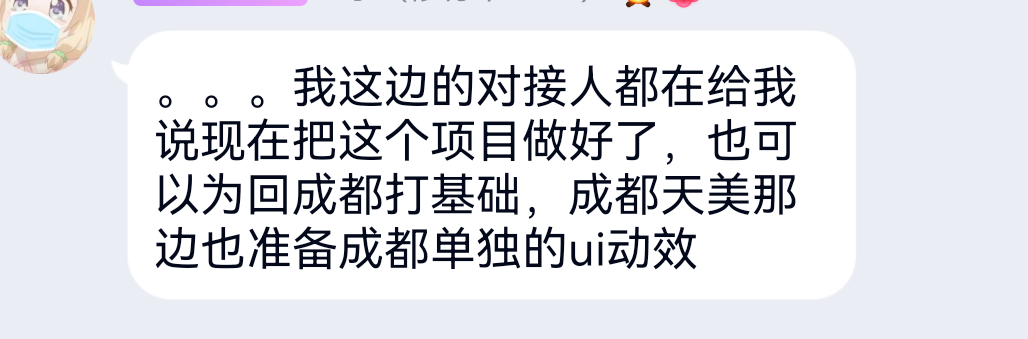 。。。我这边的对接人都在给我
说现在把这个项目做好了，也可
以为回成都打基础，成都天美那
边也准备成都单独的ui动效